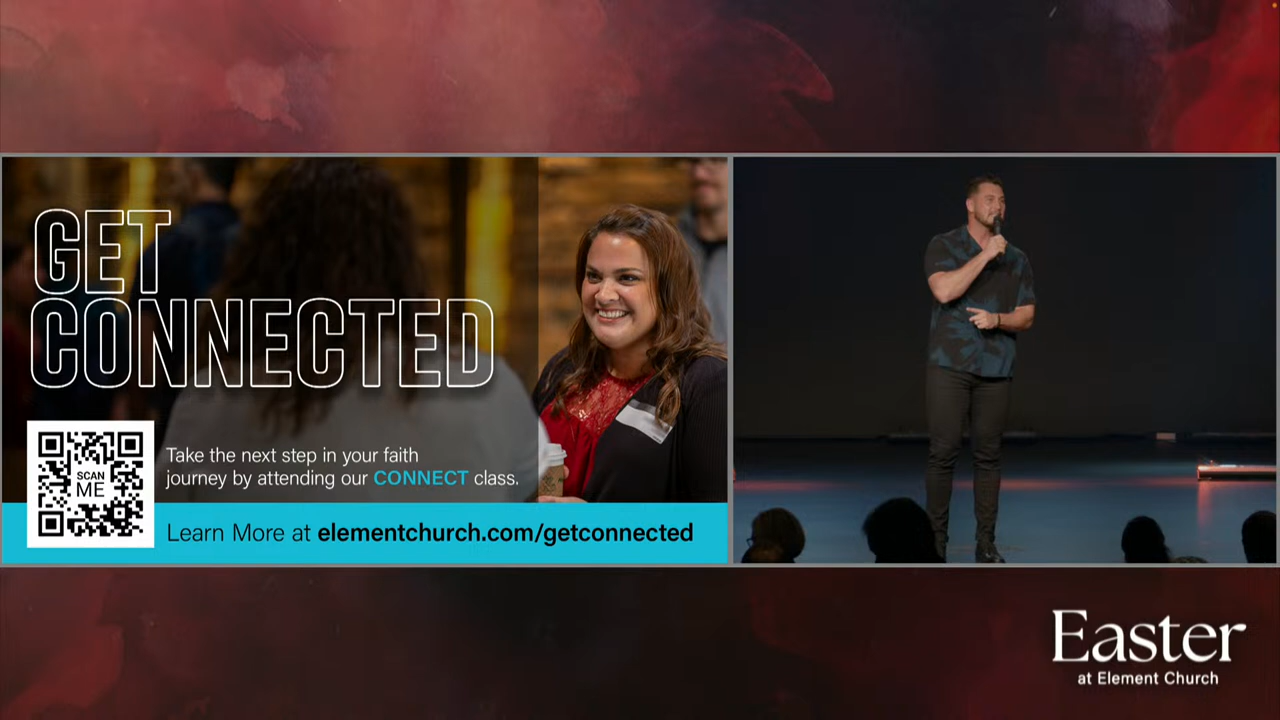 GET
CONNECTED
SCAN
ME
Take the next step in your faith
journey by attending our CONNECT class.
Learn More at elementchurch.com/getconnected
Easter
at Element Church